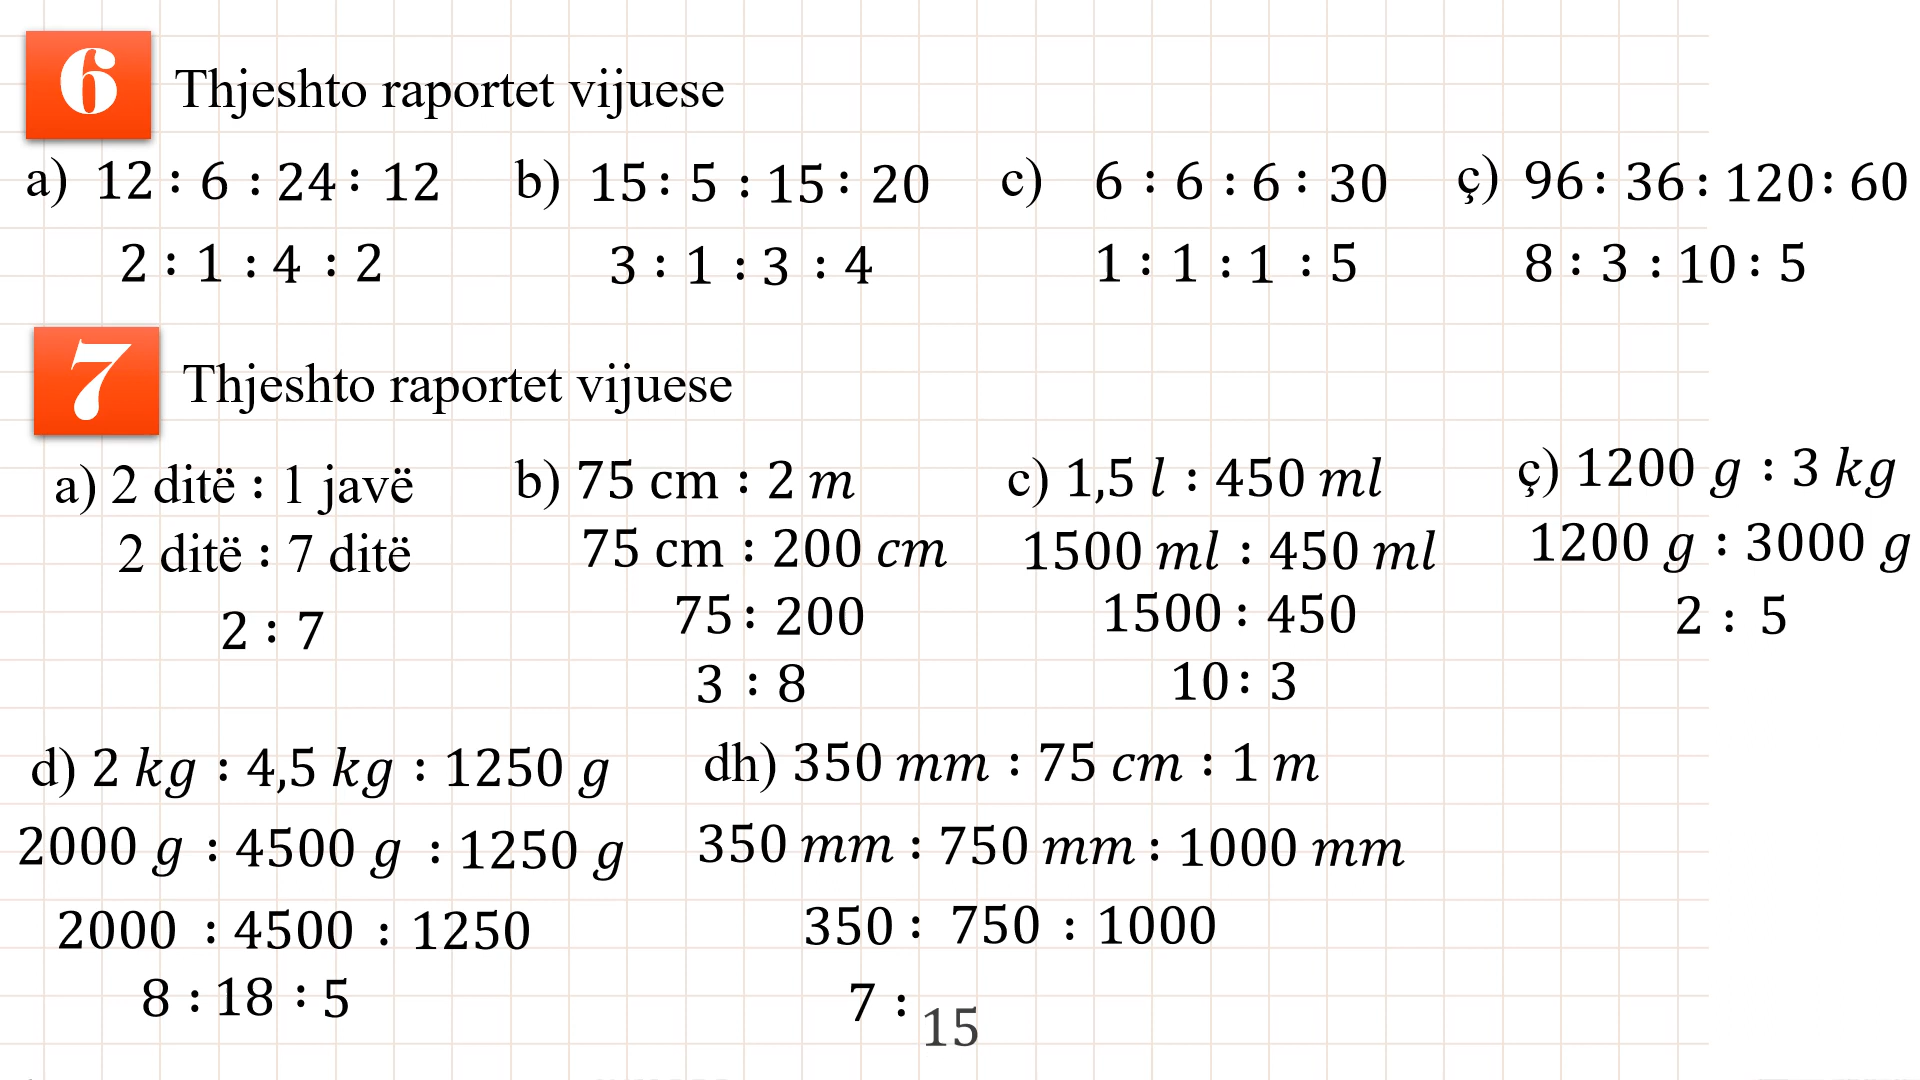 6 Thjeshto raportet vijuese
a) 12 : 6 : 24 : 12 b) 15 : 5 : 15 : 20 c) 6 : 6 : 6 : 30 ç) 96 : 36 : 120 : 60
2 : 1 : 4 : 2 3 : 1 : 3 : 4 1 : 1 : 1 : 5 8 : 3 : 10 : 5
7 Thjeshto raportet vijuese
a) 2 ditë : 1 javë b) 75 cm : 2 m c) 1,5 l : 450 ml ç) 1200 g : 3 kg
2 ditë : 7 ditë 75 cm : 200 cm 1500 ml : 450 ml 1200 g : 3000 g
2 : 7 75 : 200 1500 : 450 2 : 5
3 : 8 10 : 3
d) 2 kg : 4,5 kg : 1250 g dh) 350 mm : 75 cm : 1 m
2000 g : 4500 g : 1250 g 350 mm : 750 mm : 1000 mm
2000 : 4500 : 1250 350 : 750 : 1000
8 : 18 : 5 7 : 15